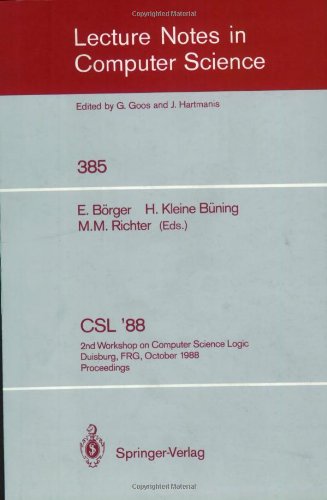 Lecture Notes in
Computer Science
Edited by G. Goos and J. Hartmanis
385
E. Börger H. Kleine Büning
M.M. Richter (Eds.)
CSL '88
2nd Workshop on Computer Science Logic
Duisburg, FRG, October 1988
Proceedings
Springer-Verlag